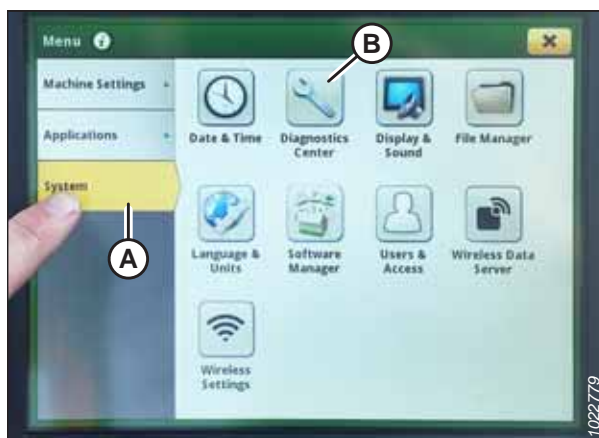 Menu i
B
Machine Settings
Applications
System
A
Date & Time
Diagnostics
Center
Display &
Sound
File Manager
Language &
Units
Software
Manager
Users &
Access
Wireless Data
Server
Wireless
Settings
1022779